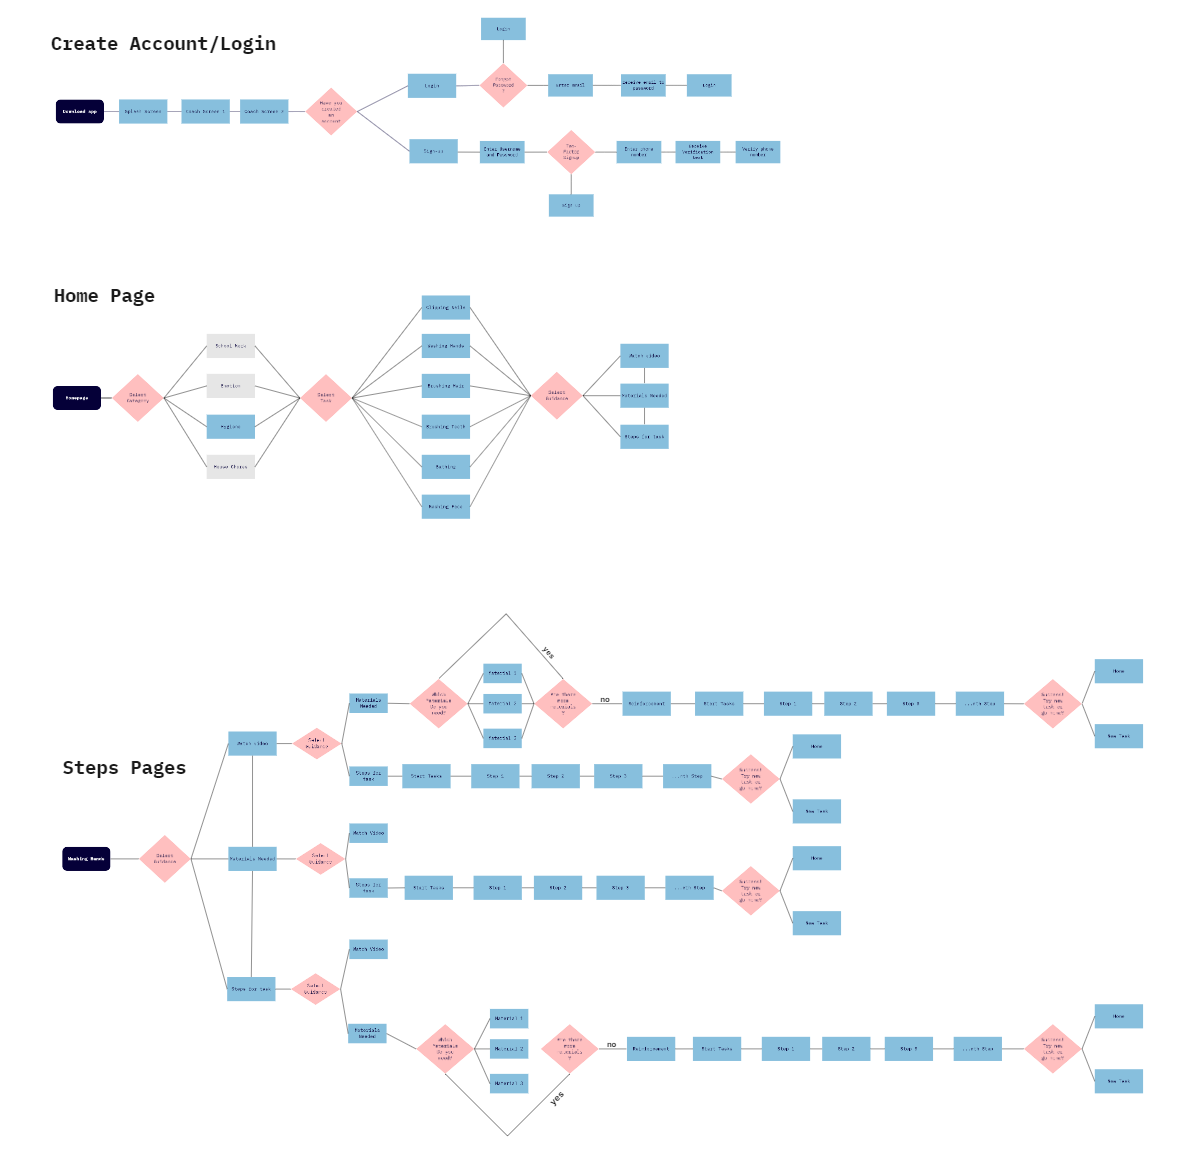 Create Account/Login
Login
Forgot
Password
?
Login
Enter email
password
Login
Download app
Splash Screen
Coach Screen 1
Coach Screen 2
Have you
created
an
account
Sign-up
Enter Username
and Password
Signup
Enter phone
number
Receive
verification
text
Verify phone
number
Sign Up
Home Page
Homepage
Select
Category
School Work
Hygiene
House Chores
Select
Task
Clipping Nails
Washing Hands
Brushing Hair
Brushing Teeth
Bathing
Washing Face
Select
Guidance
Watch Video
Materials Needed
Steps for task
Steps Pages
Washing Hands
Select
Guidance
Watch Video
Select
Guidance
Materials
Needed
Which
Materials
do you
need?
Material 1
Material 2
Material 3
yes
Are there
more
materials
?
no
Reinforcement
Start Tasks
Step 1
Step 2
Step 3
...nth Step
Success!
Try new
task or
go home?
Home
New Task
Steps for
task
Start Tasks
Step 1
Step 2
Step 3
...nth Step
Success!
Try new
task or
go home?
Home
New Task
Materials Needed
Select
Guidance
Watch Video
Steps for
task
Start Tasks
Step 1
Step 2
Step 3
...nth Step
Success!
Try new
task or
go home?
Home
New Task
Steps for task
Select
Guidance
Watch Video
Materials
Needed
Which
Materials
do you
need?
Material 1
Material 2
Material 3
yes
Are there
more
materials
?
no
Reinforcement
Start Tasks
Step 1
Step 2
Step 3
...nth Step
Success!
Try new
task or
go home?
Home
New Task